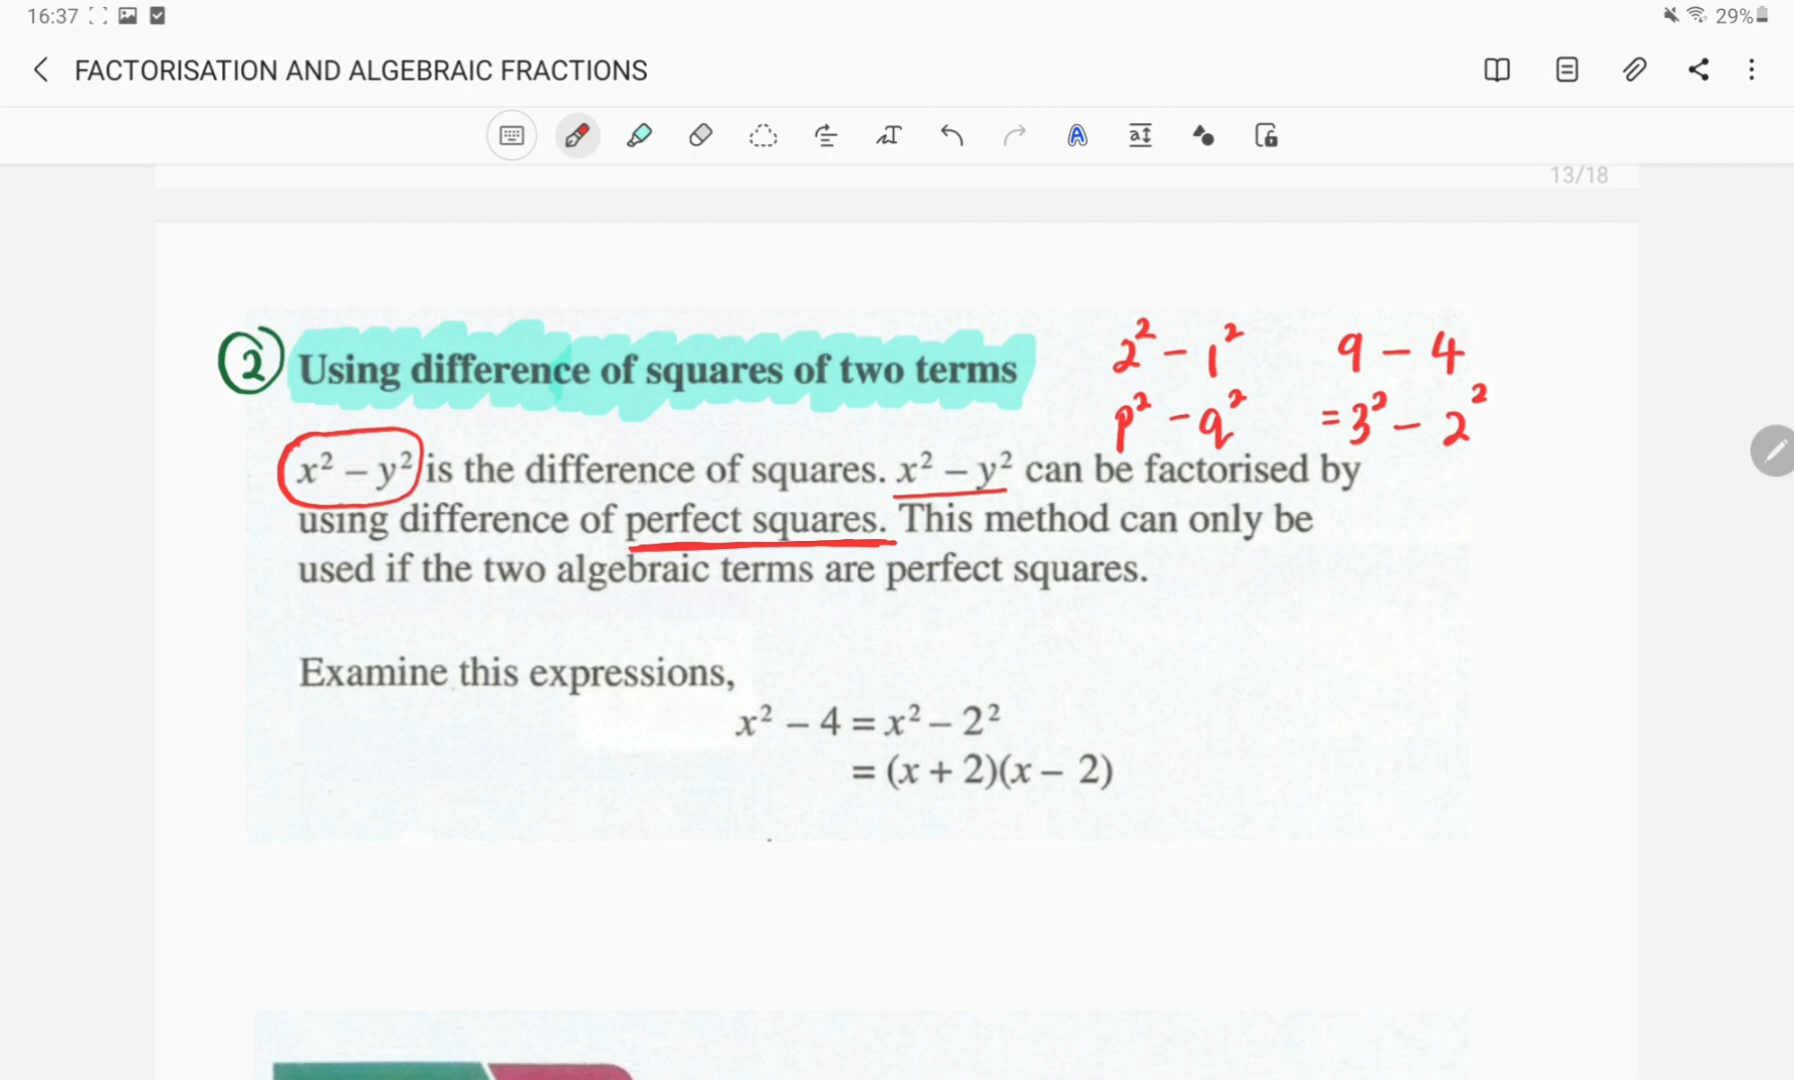 16:37 29%
FACTORISATION AND ALGEBRAIC FRACTIONS
13/18
2² - 1² 9 - 4
② Using difference of squares of two terms
p² - q² = 3² - 2²
x² – y² is the difference of squares. x² – y² can be factorised by
using difference of perfect squares. This method can only be
used if the two algebraic terms are perfect squares.
Examine this expressions,
x² – 4 = x² – 2²
= (x + 2)(x – 2)